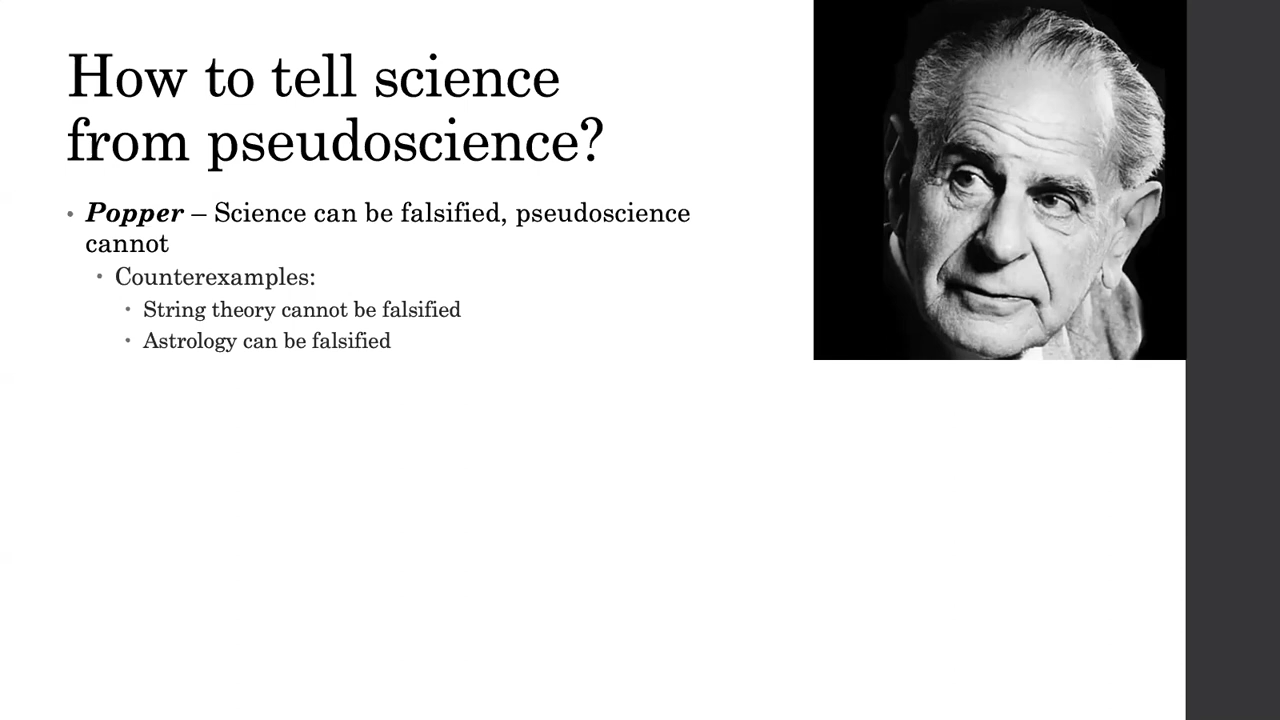 How to tell science
from pseudoscience?
• Popper – Science can be falsified, pseudoscience
cannot
• Counterexamples:
• String theory cannot be falsified
• Astrology can be falsified